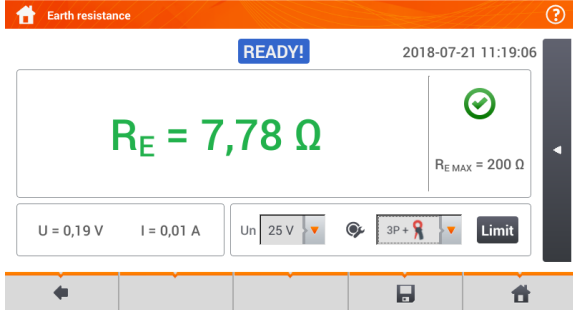 Earth resistance ?
READY! 2018-07-21 11:19:06
RE = 7,78 Ω
RE MAX = 200 Ω
U = 0,19 V I = 0,01 A Un 25 V 3P + Limit